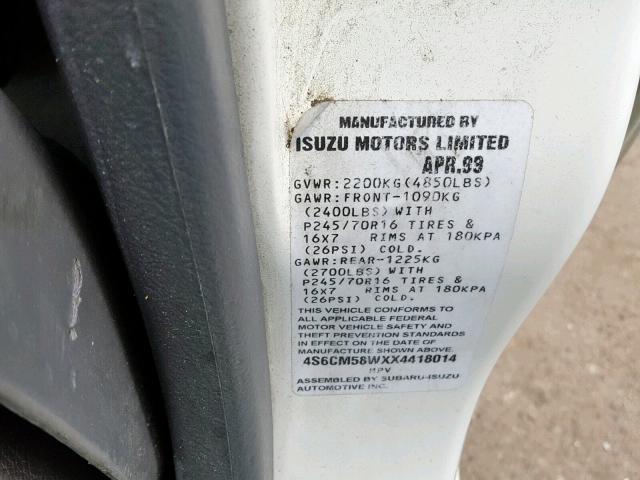 MANUFACTURED BY
ISUZU MOTORS LIMITED
APR.99
GVWR:2200KG(4850LBS)
GAWR:FRONT-1090KG
(2400LBS)WITH
P245/70R16 TIRES &
16X7 RIMS AT 180KPA
(26PSI) COLD.
GAWR:REAR-1225KG
(2700LBS)WITH
P245/70R16 TIRES &
16X7 RIMS AT 180KPA
(26PSI) COLD.
THIS VEHICLE CONFORMS TO
ALL APPLICABLE FEDERAL
MOTOR VEHICLE SAFETY AND
THEFT PREVENTION STANDARDS
IN EFFECT ON THE DATE OF
MANUFACTURE SHOWN ABOVE.
4S6CM58WXX4418014
MPV
ASSEMBLED BY SUBARU-ISUZU
AUTOMOTIVE INC.